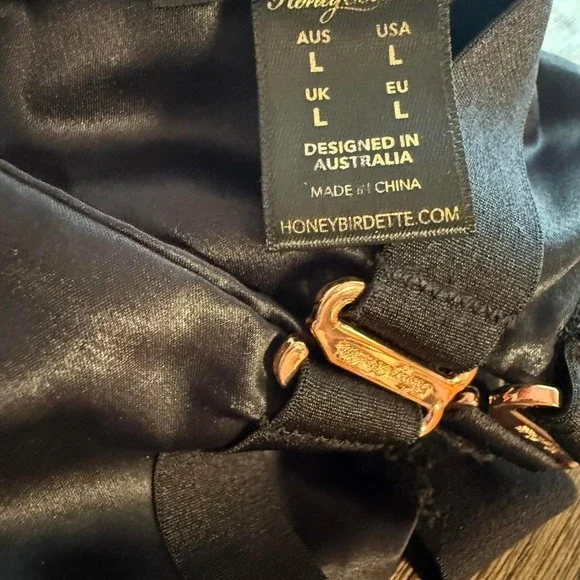 AUS USA
L L
UK EU
L L
DESIGNED IN
AUSTRALIA
MADE IN CHINA
HONEYBIRDETTE.COM